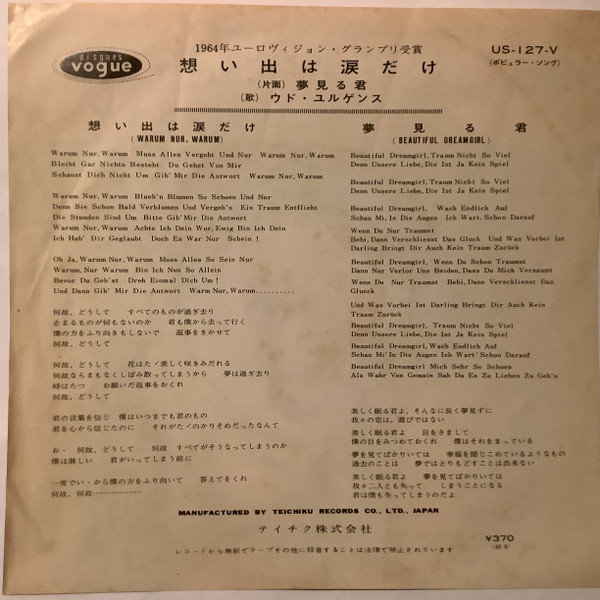 disques
vogue
1964年ユーロヴィジョン・グランプリ受賞
US-127-V
(ポピュラー・ソング)
想い出は涙だけ
(片面) 夢見る君
(歌) ウド・ユルゲンス
想い出は涙だけ
(WARUM NUR, WARUM)
Warum Nur, Warum Muss Alles Vergeht Und Nur Warum Nur, Warum
Bleibt Gar Nichts Besteht Du Gehst Von Mir
Schaust Dich Nicht Um Gib' Mir Die Antwort Warum Nur, Warum
Warum Nur, Warum Blueh'n Blumen So Schoen Und Nur
Denn Sie Schon Bald Verblumen Und Vergeh's Ein Traum Entflieht
Die Stunden Sind Um Bitte Gib' Mir Die Antwort
Warum Nur, Warum Achte Ich Dein Wor, Ewig Bin Ich Dein
Ich Hab' Dir Geglaubt Doch Es War Nur Schein !
Oh Ja, Warum Nur, Warum Muss Alles So Sein Nur
Warum, Nur Warum Bin Ich Nun So Allein
Bevor Du Geh'st Dreh Einmal Dich Um !
Und Dann Gib' Mir Die Antwort Warm Nur, Warum..........
何故、どうして すべてのものが過ぎ去り
止まるものが何もないのか 君も僕から去って行く
僕の方をふり向きもしないで 返事をきかせて
何故、どうして
何故、どうして 花はたゞ美しく咲きみだれる
何故ならまもなくしぼみ散ってしまうから 夢は過ぎ去り
時はたつ お願いだ返事をおくれ
何故、どうして
君の言葉を信じ 僕はいつまでも君のもの
君を心から信じたのに それがたゞのかりそめだったなんて
お・何故、どうして 何故 すべてがそうなってしまうのか
僕は淋しい 君がいってしまう前に
一度でいゝから僕の方をふり向いて 答えてをくれ
何故、何故………………
夢見る君
(BEAUTIFUL DREAMGIRL)
Beautiful Dreamgirl, Traum Nicht So Viel
Denn Unsere Liebe, Die Ist Ja Kein Spiel
Beautiful Dreamgirl, Traum Nicht So Viel
Denn Unsere Liebe, Die Ist Ja Kein Spiel
Beautiful Dreamgirl, Wach Endlich Auf
Schau Mi, In Die Augen Ich Wart, Schon Darauf
Wenn Du Nur Traumst
Bebi, Dann Verschliesst Das Gluck Und Was Vorbei Ist
Darling Bringt Dir Auch Kein Traum Zurück
Beautiful Dreamgirl, Wenn Du Schon Traumst
Dann Nur Vorlor Uns Beiden, Dass Du Mich Versaumt
Wenn Du Nur Traumst Bebi, Dann Verschliesst Das
Glueck
Und Was Vorbei Ist Darling Bringt Dir Auch Kein
Traum Zurück
Beautiful Dreamgirl, Traum Nicht So Viel
Denn Unsere Liebe, Die Ist Ja Kein Spiel
Beautiful Dreamgirl, Wach Endlich Auf
Schau Mi' In Die Augen Ich Wart' Schon Darauf
Beautiful Dreamgirl Mich Sehr So Schoen
Als Wahr Von Gemain Sah Du Es Zu Lieben Zu Geh'n
美しく眠る君よ、そんなに長く夢見ずに
我々の恋は、遊びではない
美しく眠る君よ 目をさまして
僕の目をみつめておくれ 僕はそれをまっている
夢を見てばかりいては 幸福を閉じこめているようなもの
過去のことは 夢ではとりもどすことは出来ない
美しく眠る君よ 夢を見てばかりいては
我々二人とも失って しまうことになる
君は僕も失ってしまうのだよ
MANUFACTURED BY TEICHIKU RECORDS CO., LTD., JAPAN
テイチク株式会社
¥370
レコードから無断でテープその他に録音することは法律で禁止されています